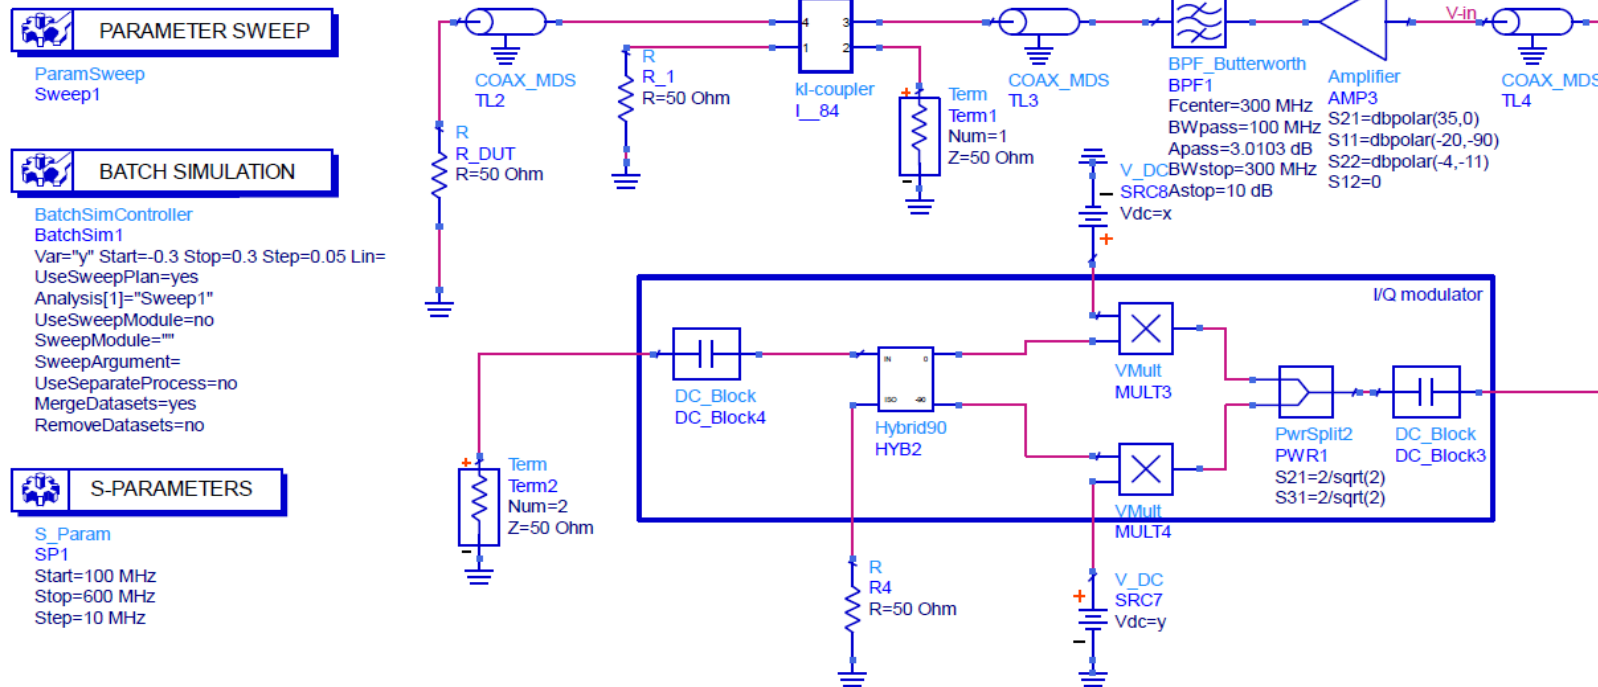 PARAMETER SWEEP
ParamSweep
Sweep1
BATCH SIMULATION
BatchSimController
BatchSim1
Var="y" Start=-0.3 Stop=0.3 Step=0.05 Lin=
UseSweepPlan=yes
Analysis[1]="Sweep1"
UseSweepModule=no
SweepModule=""
SweepArgument=
UseSeparateProcess=no
MergeDatasets=yes
RemoveDatasets=no
S-PARAMETERS
S_Param
SP1
Start=100 MHz
Stop=600 MHz
Step=10 MHz
COAX_MDS
TL2
R
R_DUT
R=50 Ohm
R
R_1
R=50 Ohm
4
3
1
2
kl-coupler
I__84
Term
Term1
Num=1
Z=50 Ohm
COAX_MDS
TL3
BPF_Butterworth
BPF1
Fcenter=300 MHz
BWpass=100 MHz
Apass=3.0103 dB
BWstop=300 MHz
Astop=10 dB
Amplifier
AMP3
S21=dbpolar(35,0)
S11=dbpolar(-20,-90)
S22=dbpolar(-4,-11)
S12=0
V-in
COAX_MDS
TL4
V_DC
SRC8
Vdc=x
I/Q modulator
DC_Block
DC_Block4
IN
0
ISO
-90
Hybrid90
HYB2
VMult
MULT3
VMult
MULT4
PwrSplit2
PWR1
S21=2/sqrt(2)
S31=2/sqrt(2)
DC_Block
DC_Block3
Term
Term2
Num=2
Z=50 Ohm
R
R4
R=50 Ohm
V_DC
SRC7
Vdc=y